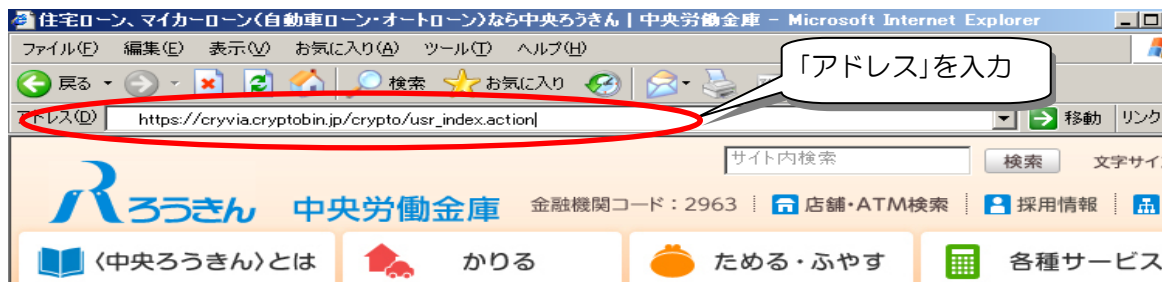 住宅ローン、マイカーローン(自動車ローン・オートローン)なら中央ろうきん | 中央労働金庫 - Microsoft Internet Explorer
ファイル(F) 編集(E) 表示(V) お気に入り(A) ツール(T) ヘルプ(H)
「アドレス」を入力
戻る 検索 お気に入り
アドレス(D) https://cryvia.cryptobin.jp/crypto/usr_index.action 移動 リンク
サイト内検索 検索 文字サイ
ろうきん 中央労働金庫 金融機関コード：2963 店舗・ATM検索 採用情報
〈中央ろうきん〉とは かりる ためる・ふやす 各種サービス